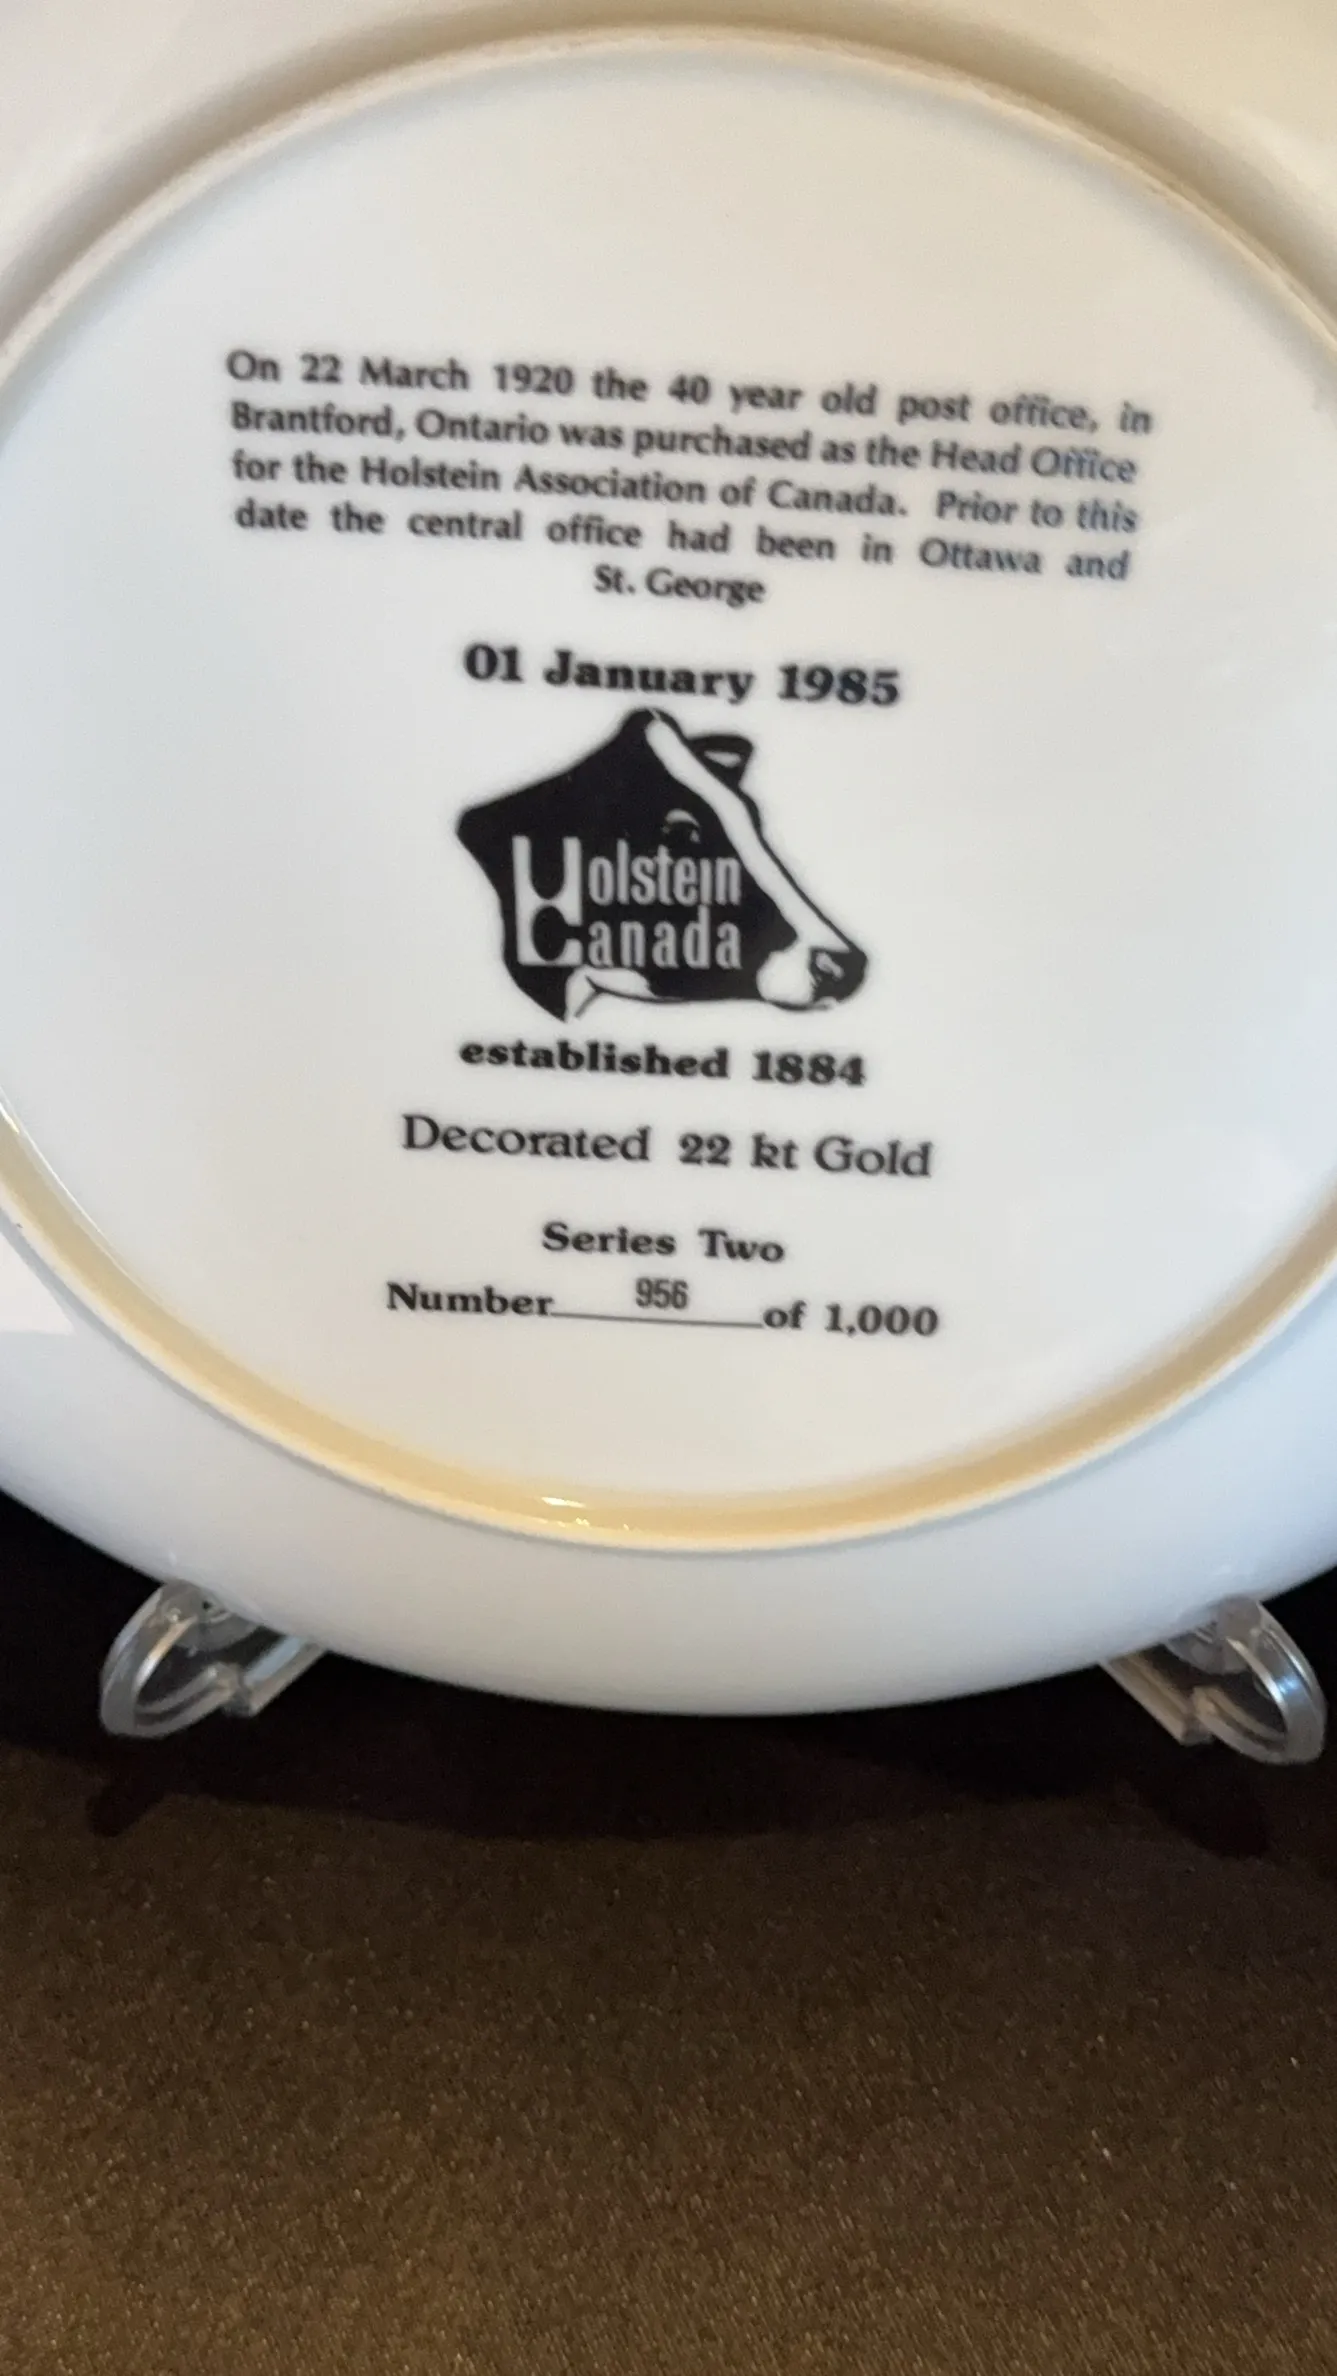 On 22 March 1920 the 40 year old post office, in
Brantford, Ontario was purchased as the Head Office
for the Holstein Association of Canada. Prior to this
date the central office had been in Ottawa and
St. George
01 January 1985
Holstein
Canada
established 1884
Decorated 22 kt Gold
Series Two
Number 956 of 1,000